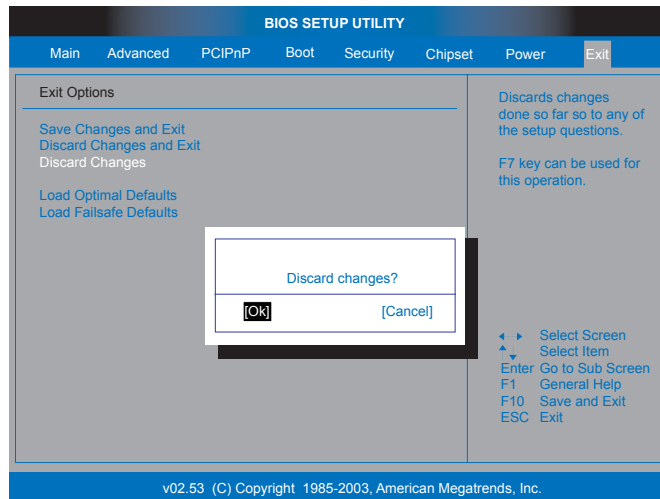 BIOS SETUP UTILITY
Main Advanced PCIPnP Boot Security Chipset Power Exit
Exit Options
Save Changes and Exit
Discard Changes and Exit
Discard Changes
Load Optimal Defaults
Load Failsafe Defaults
Discard changes?
[Ok] [Cancel]
Discards changes
done so far so to any of
the setup questions.
F7 key can be used for
this operation.
Select Screen
Select Item
Enter Go to Sub Screen
F1 General Help
F10 Save and Exit
ESC Exit
v02.53 (C) Copyright 1985-2003, American Megatrends, Inc.